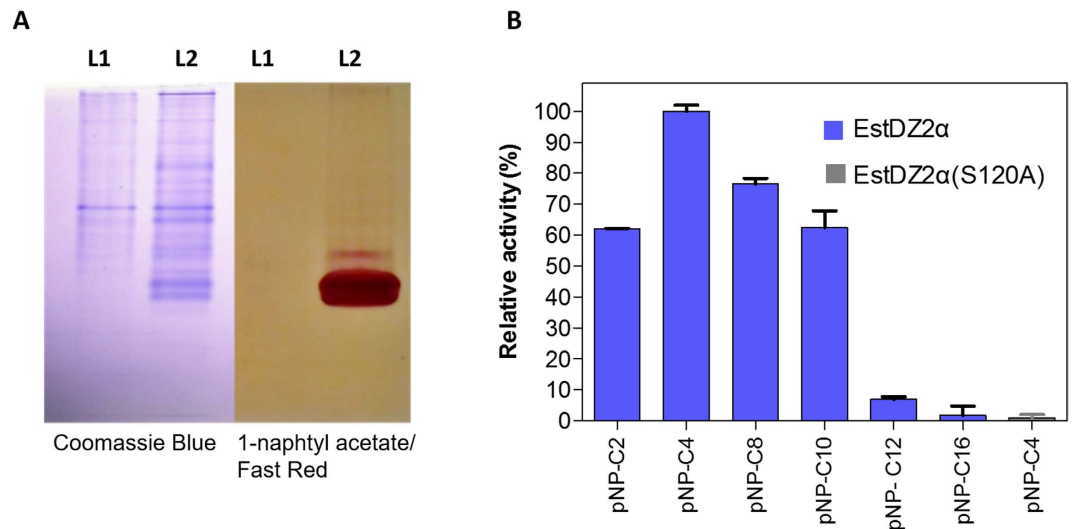 A
L1 L2 L1 L2
Coomassie Blue
1-naphtyl acetate/
Fast Red
B
Relative activity (%)
100
90
80
70
60
50
40
30
20
10
0
EstDZ2α
EstDZ2α(S120A)
pNP-C2
pNP-C4
pNP-C8
pNP-C10
pNP- C12
pNP-C16
pNP-C4